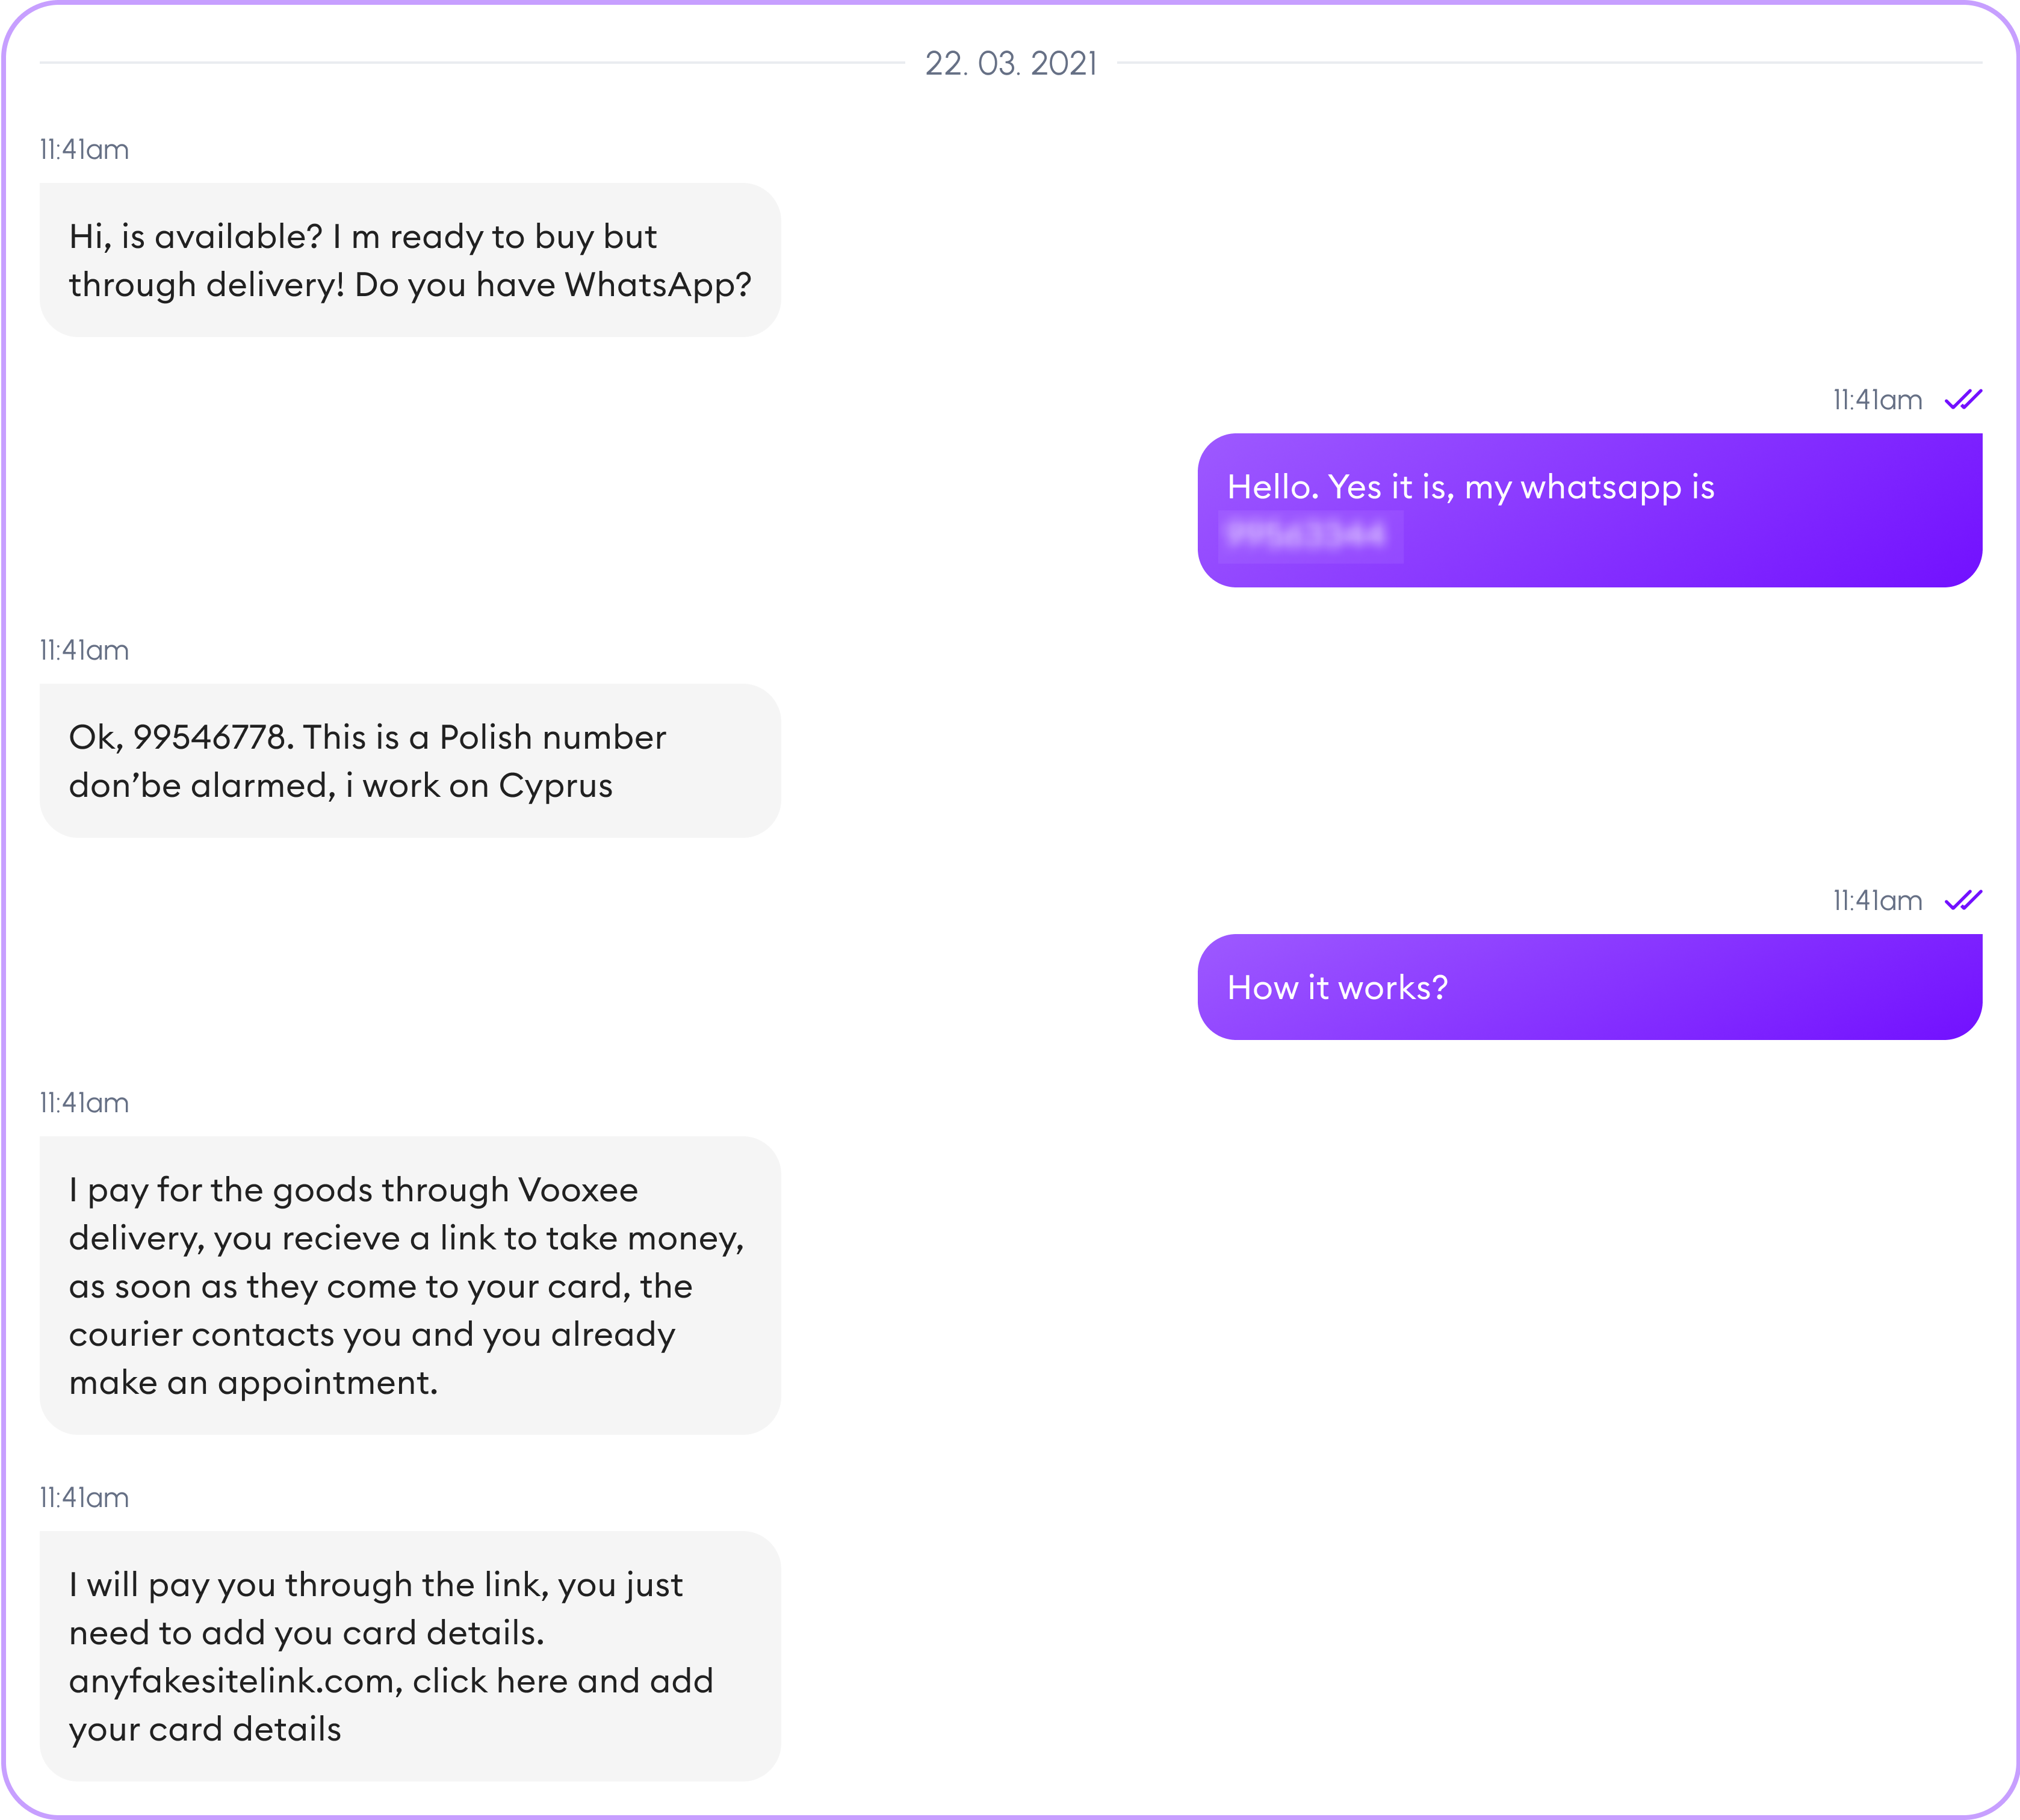 22. 03. 2021
11:41am
Hi, is available? I m ready to buy but
through delivery! Do you have WhatsApp?
11:41am
Hello. Yes it is, my whatsapp is
11:41am
Ok, 99546778. This is a Polish number
don’be alarmed, i work on Cyprus
11:41am
How it works?
11:41am
I pay for the goods through Vooxee
delivery, you recieve a link to take money,
as soon as they come to your card, the
courier contacts you and you already
make an appointment.
11:41am
I will pay you through the link, you just
need to add you card details.
anyfakesitelink.com, click here and add
your card details